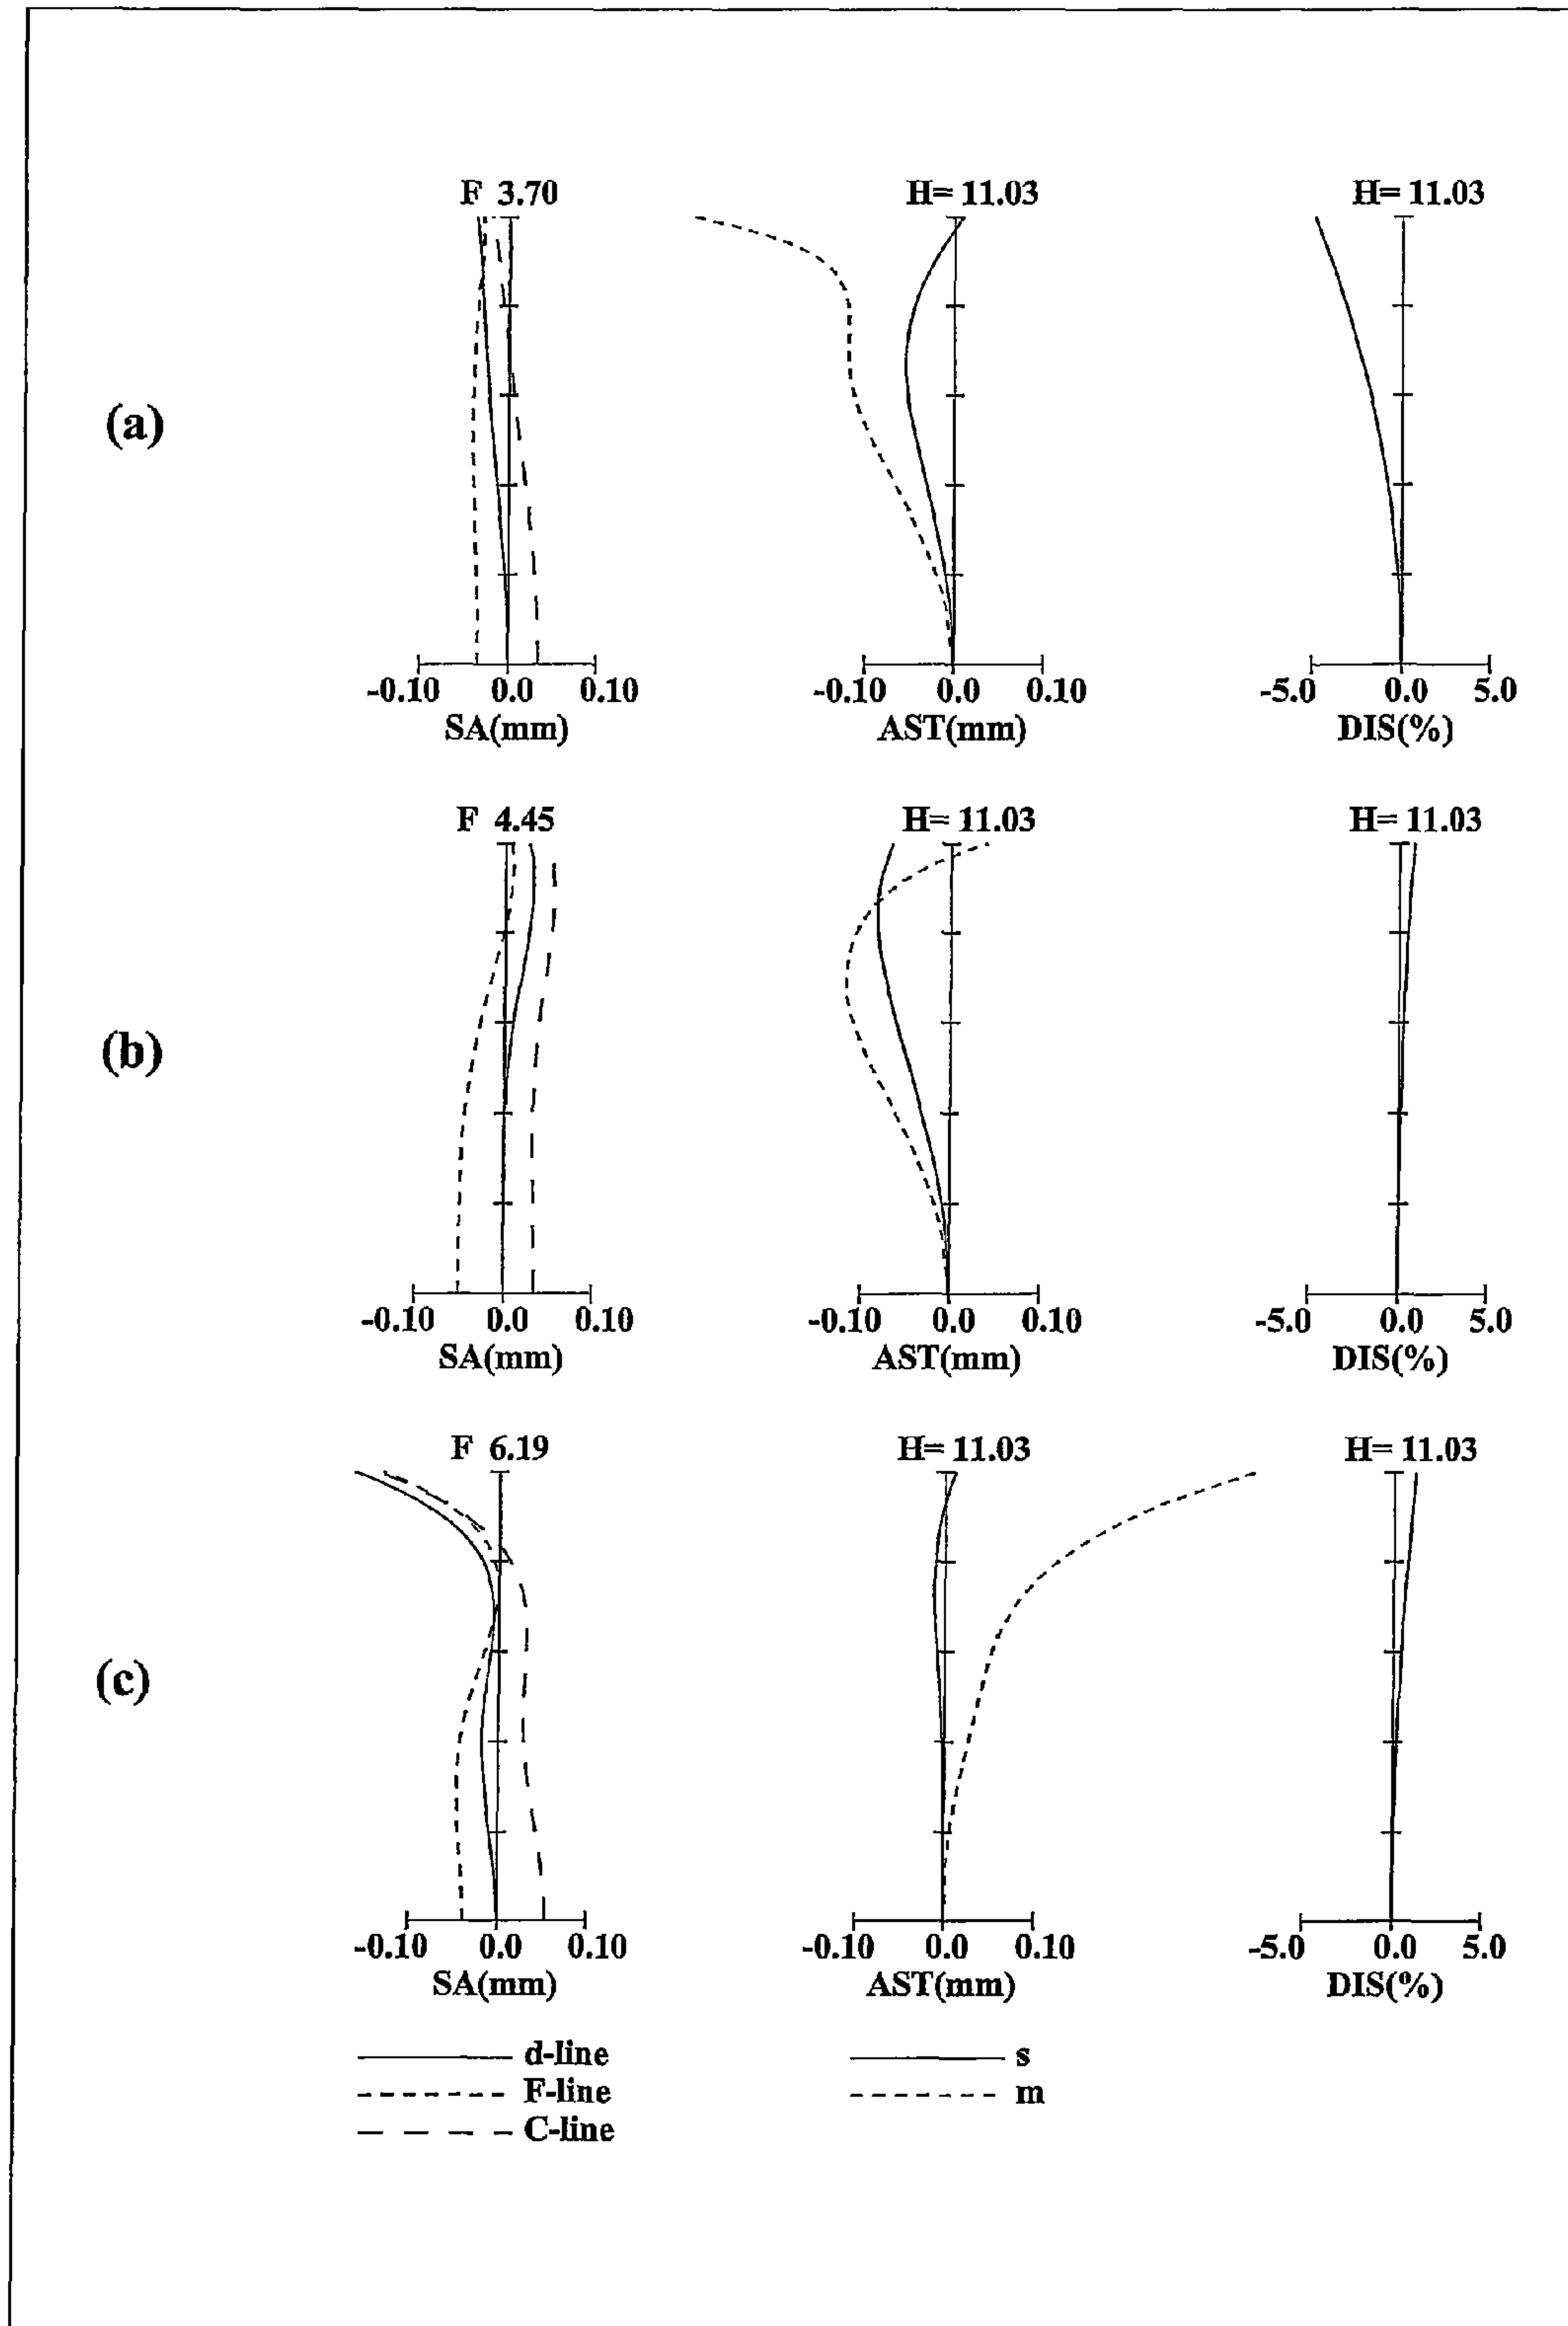 F 3.70 H= 11.03 H= 11.03
(a)
-0.10 0.0 0.10 -0.10 0.0 0.10 -5.0 0.0 5.0
SA(mm) AST(mm) DIS(%)
F 4.45 H= 11.03 H= 11.03
(b)
-0.10 0.0 0.10 -0.10 0.0 0.10 -5.0 0.0 5.0
SA(mm) AST(mm) DIS(%)
F 6.19 H= 11.03 H= 11.03
(c)
-0.10 0.0 0.10 -0.10 0.0 0.10 -5.0 0.0 5.0
SA(mm) AST(mm) DIS(%)
d-line s
F-line m
C-line